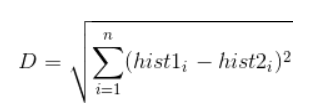 D = \sqrt{\sum_{i=1}^{n} (hist1_i - hist2_i)^2}